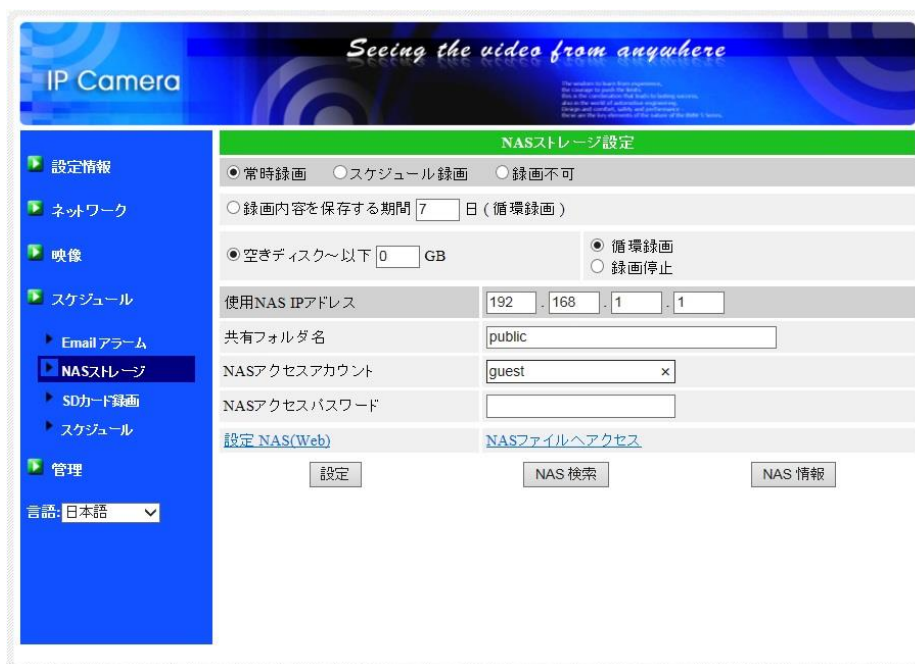 Seeing the video from anywhere
IP Camera
NASストレージ設定
設定情報
ネットワーク
映像
スケジュール
Email アラーム
NASストレージ
SDカード録画
スケジュール
管理
言語: 日本語
常時録画 スケジュール録画 録画不可
録画内容を保存する期間 7 日 ( 循環録画 )
空きディスク～以下 0 GB
循環録画
録画停止
使用NAS IPアドレス 192 . 168 . 1 . 1
共有フォルダ名 public
NASアクセスアカウント guest ×
NASアクセスパスワード
設定 NAS(Web) NASファイルへアクセス
設定 NAS 検索 NAS 情報